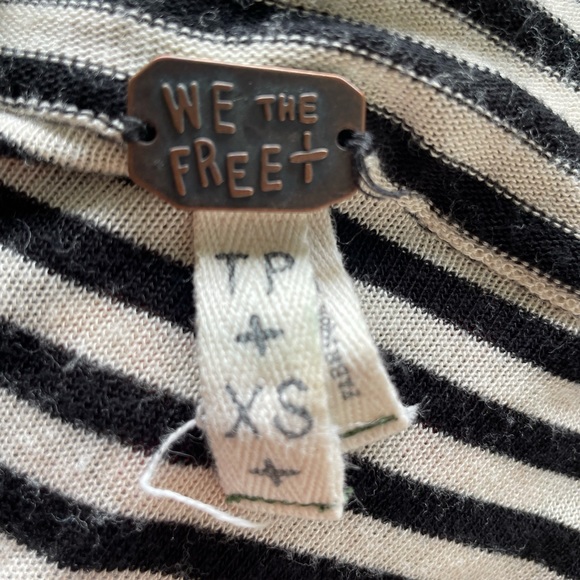 WE THE
FREE+
TP
+
XS
+